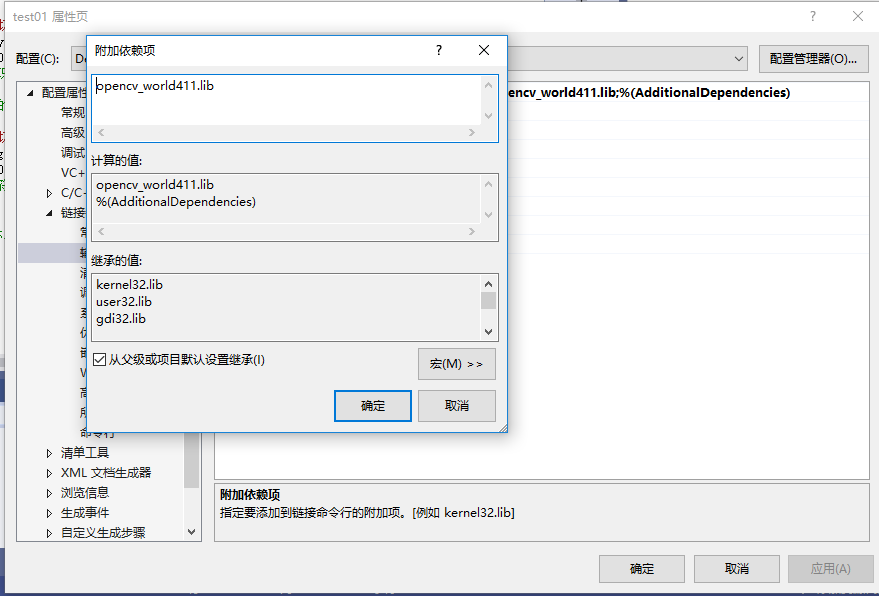 test01 属性页
配置(C):
配置管理器(O)...
附加依赖项
opencv_world411.lib
计算的值:
opencv_world411.lib
%(AdditionalDependencies)
继承的值:
kernel32.lib
user32.lib
gdi32.lib
从父级或项目默认设置继承(I)
宏(M) >>
确定
取消
encv_world411.lib;%(AdditionalDependencies)
配置属性
常规
高级
调试
VC+
C/C-
链接
命令行
清单工具
XML 文档生成器
浏览信息
生成事件
自定义生成步骤
附加依赖项
指定要添加到链接命令行的附加项。[例如 kernel32.lib]
确定
取消
应用(A)